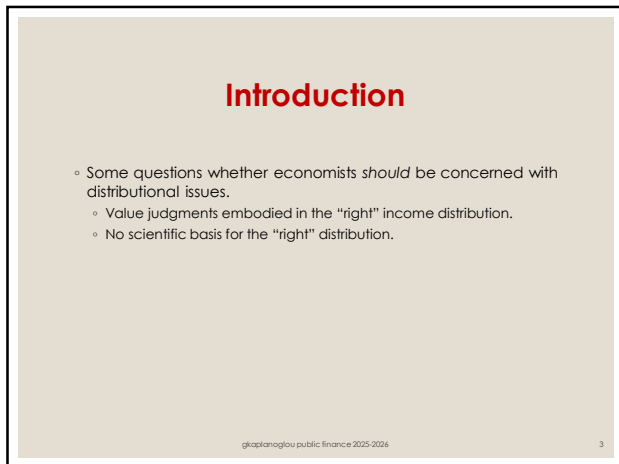 Introduction
◦ Some questions whether economists should be concerned with
distributional issues.
◦ Value judgments embodied in the “right” income distribution.
◦ No scientific basis for the “right” distribution.
gkaplanoglou public finance 2025-2026
3